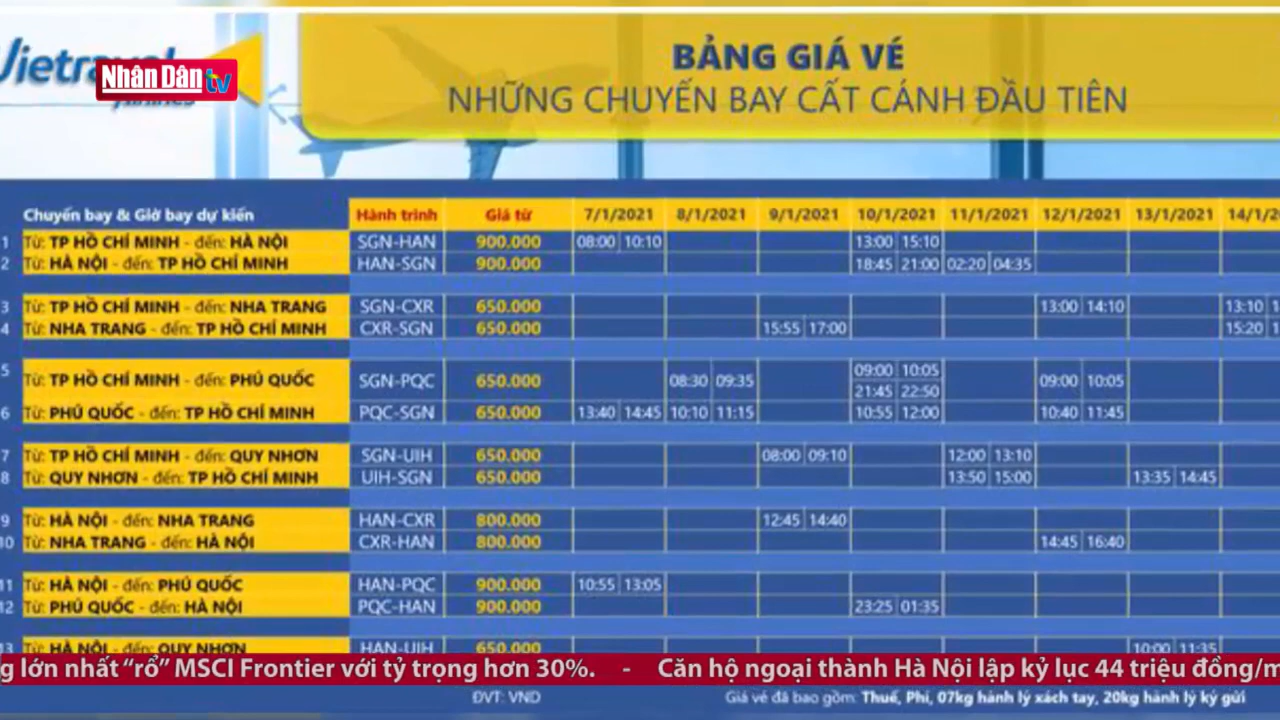 Vietravel
Airlines
Nhân Dân tv
BẢNG GIÁ VÉ
NHỮNG CHUYẾN BAY CẤT CÁNH ĐẦU TIÊN
Chuyến bay & Giờ bay dự kiến Hành trình Giá từ 7/1/2021 8/1/2021 9/1/2021 10/1/2021 11/1/2021 12/1/2021 13/1/2021 14/1/2
1 Từ: TP HỒ CHÍ MINH - đến: HÀ NỘI SGN-HAN 900.000 08:00 10:10 13:00 15:10
2 Từ: HÀ NỘI - đến: TP HỒ CHÍ MINH HAN-SGN 900.000 18:45 21:00 02:20 04:35
3 Từ: TP HỒ CHÍ MINH - đến: NHA TRANG SGN-CXR 650.000 13:00 14:10 13:10 1
4 Từ: NHA TRANG - đến: TP HỒ CHÍ MINH CXR-SGN 650.000 15:55 17:00 15:20 1
5 Từ: TP HỒ CHÍ MINH - đến: PHÚ QUỐC SGN-PQC 650.000 08:30 09:35 09:00 10:05 09:00 10:05
21:45 22:50
6 Từ: PHÚ QUỐC - đến: TP HỒ CHÍ MINH PQC-SGN 650.000 13:40 14:45 10:10 11:15 10:55 12:00 10:40 11:45
7 Từ: TP HỒ CHÍ MINH - đến: QUY NHƠN SGN-UIH 650.000 08:00 09:10 12:00 13:10
8 Từ: QUY NHƠN - đến: TP HỒ CHÍ MINH UIH-SGN 650.000 13:50 15:00 13:35 14:45
9 Từ: HÀ NỘI - đến: NHA TRANG HAN-CXR 800.000 12:45 14:40
10 Từ: NHA TRANG - đến: HÀ NỘI CXR-HAN 800.000 14:45 16:40
11 Từ: HÀ NỘI - đến: PHÚ QUỐC HAN-PQC 900.000 10:55 13:05
12 Từ: PHÚ QUỐC - đến: HÀ NỘI PQC-HAN 900.000 23:25 01:35
13 Từ: HÀ NỘI - đến: QUY NHƠN HAN-UIH 650.000 10:00 11:35
g lớn nhất “rổ” MSCI Frontier với tỷ trọng hơn 30%. - Căn hộ ngoại thành Hà Nội lập kỷ lục 44 triệu đồng/m
ĐVT: VND Giá vé đã bao gồm: Thuế, Phí, 07kg hành lý xách tay, 20kg hành lý ký gửi